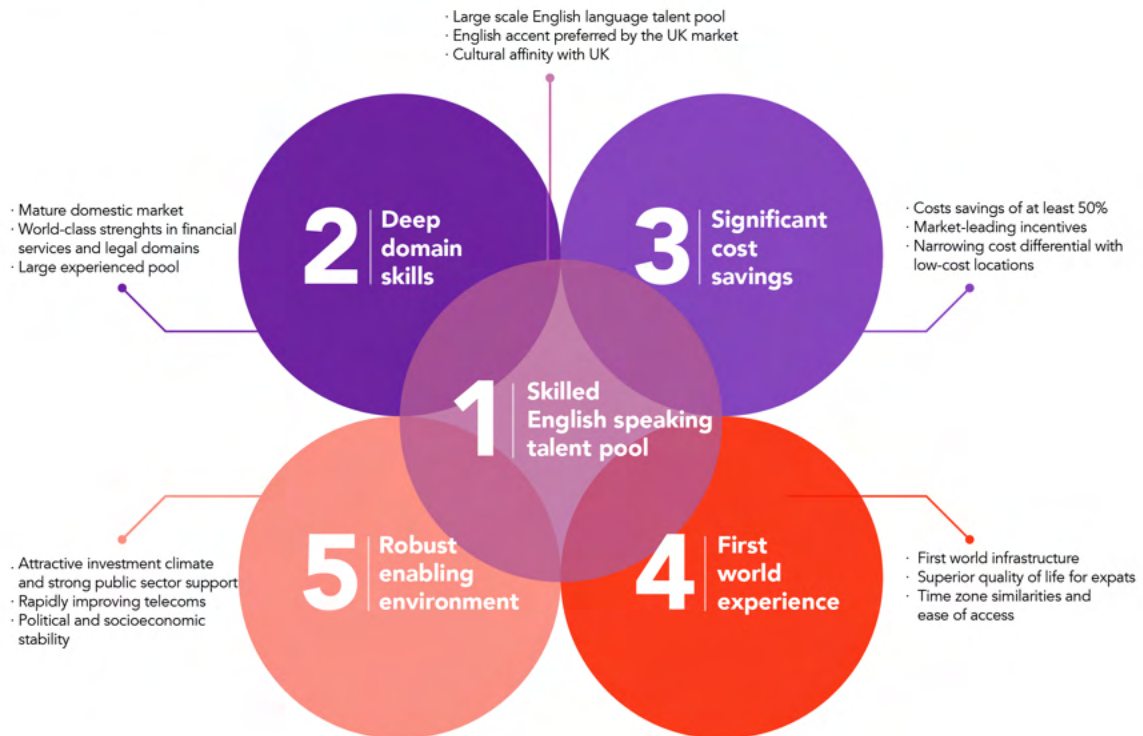 · Large scale English language talent pool
· English accent preferred by the UK market
· Cultural affinity with UK
2
Deep
domain
skills
· Mature domestic market
· World-class strenghts in financial
services and legal domains
· Large experienced pool
3
Significant
cost
savings
· Costs savings of at least 50%
· Market-leading incentives
· Narrowing cost differential with
low-cost locations
1
Skilled
English speaking
talent pool
5
Robust
enabling
environment
. Attractive investment climate
and strong public sector support
· Rapidly improving telecoms
· Political and socioeconomic
stability
4
First
world
experience
· First world infrastructure
· Superior quality of life for expats
· Time zone similarities and
ease of access